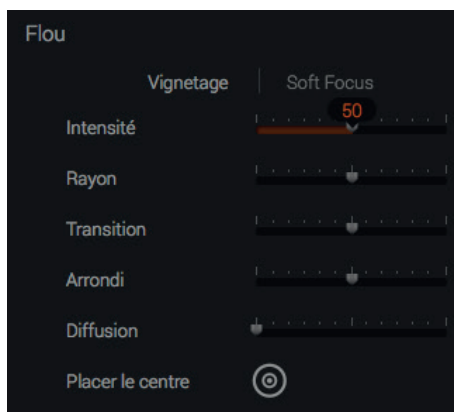 Flou
Vignetage | Soft Focus
50
Intensité
Rayon
Transition
Arrondi
Diffusion
Placer le centre